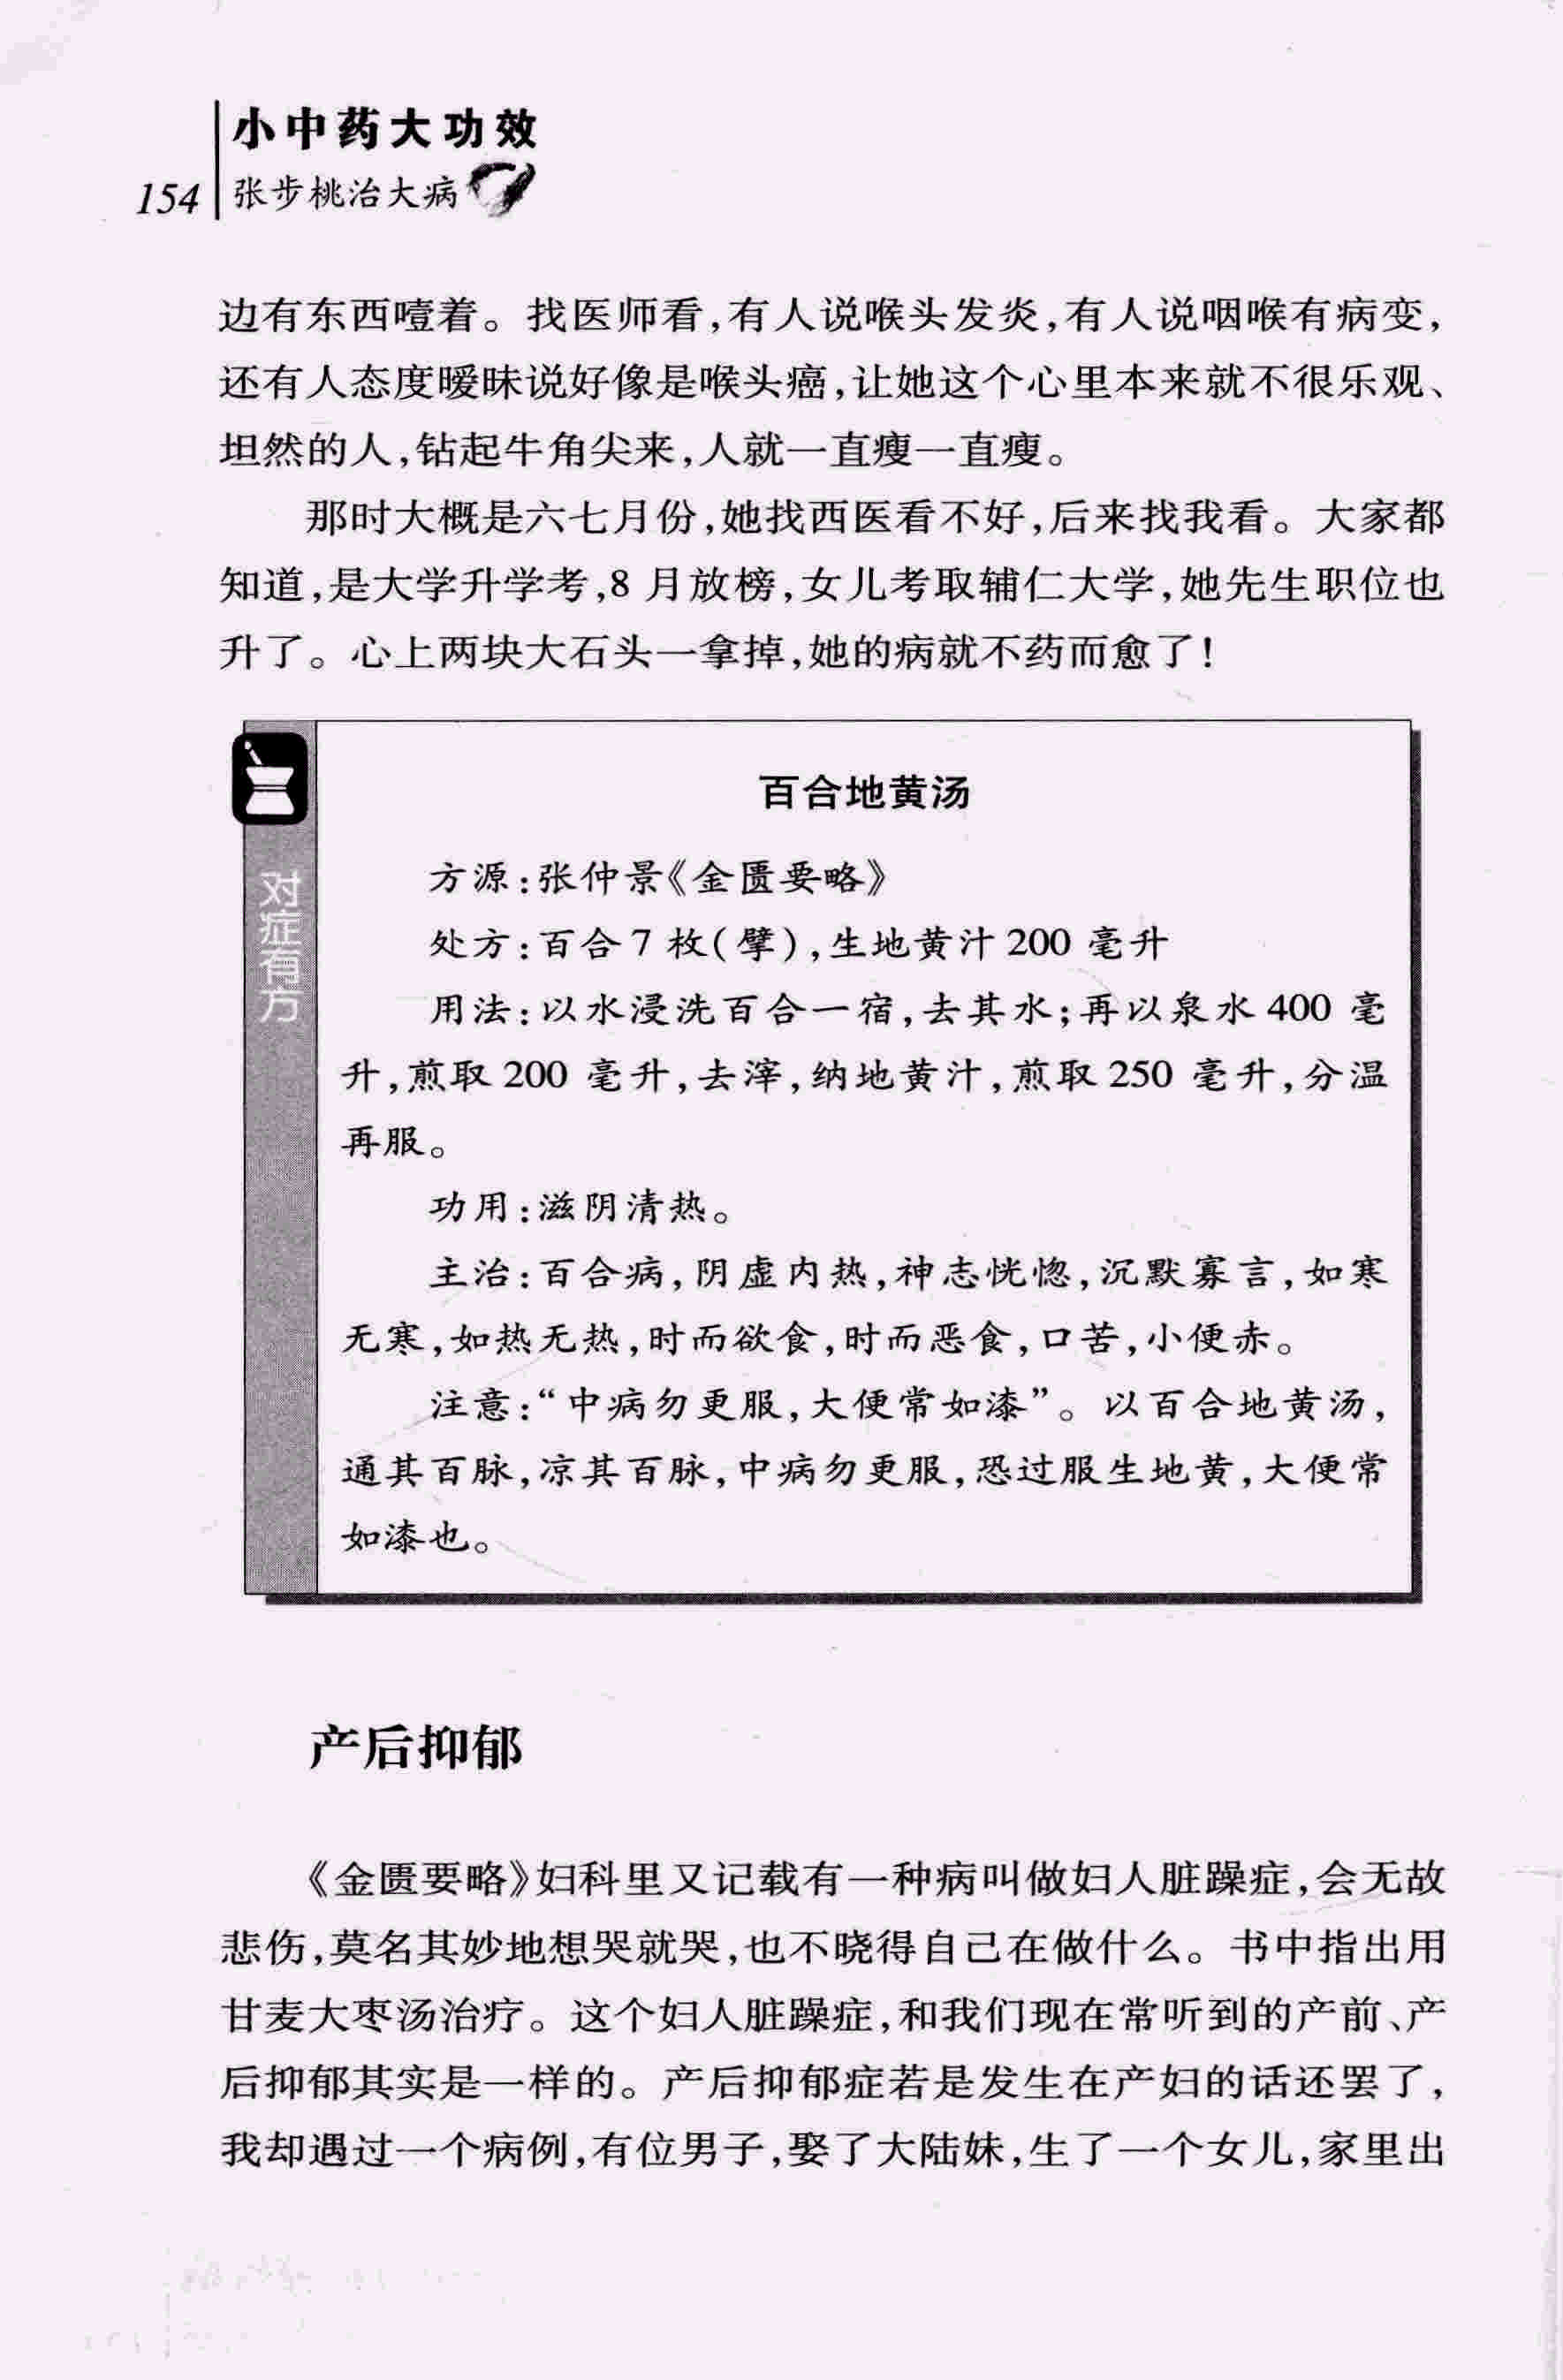 小中药大功效
154 张步桃治大病
边有东西噎着。找医师看,有人说喉头发炎,有人说咽喉有病变,
还有人态度暧昧说好像是喉头癌,让她这个心里本来就不很乐观、
坦然的人,钻起牛角尖来,人就一直瘦一直瘦。
那时大概是六七月份,她找西医看不好,后来找我看。大家都
知道,是大学升学考,8 月放榜,女儿考取辅仁大学,她先生职位也
升了。心上两块大石头一拿掉,她的病就不药而愈了!
对症有方
百合地黄汤
方源:张仲景《金匮要略》
处方:百合7 枚(擘),生地黄汁200 毫升
用法:以水浸洗百合一宿,去其水;再以泉水 400 毫
升,煎取 200 毫升,去滓,纳地黄汁,煎取 250 毫升,分温
再服。
功用:滋阴清热。
主治:百合病,阴虚内热,神志恍惚,沉默寡言,如寒
无寒,如热无热,时而欲食,时而恶食,口苦,小便赤。
注意:“中病勿更服,大便常如漆”。以百合地黄汤,
通其百脉,凉其百脉,中病勿更服,恐过服生地黄,大便常
如漆也。
产后抑郁
《金匮要略》妇科里又记载有一种病叫做妇人脏躁症,会无故
悲伤,莫名其妙地想哭就哭,也不晓得自己在做什么。书中指出用
甘麦大枣汤治疗。这个妇人脏躁症,和我们现在常听到的产前、产
后抑郁其实是一样的。产后抑郁症若是发生在产妇的话还罢了,
我却遇过一个病例,有位男子,娶了大陆妹,生了一个女儿,家里出